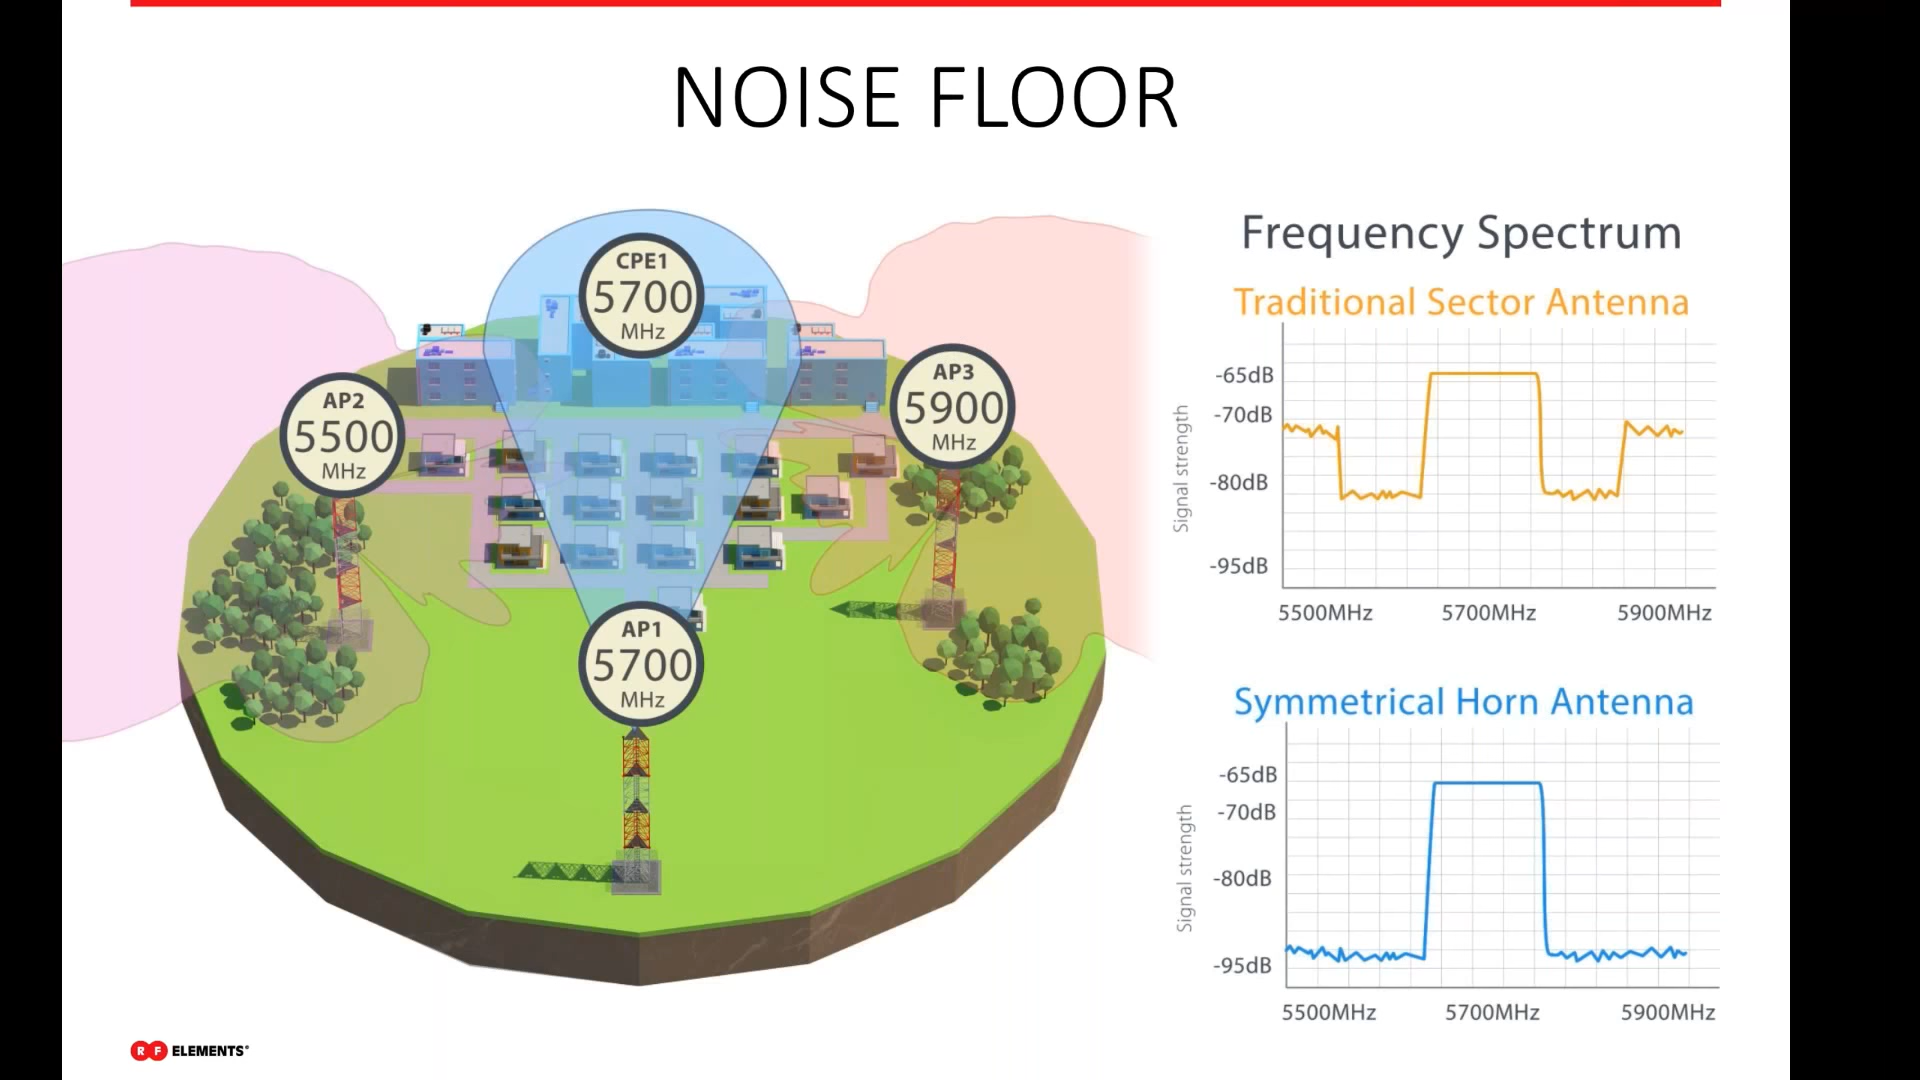 NOISE FLOOR
CPE1
5700
MHz
AP2
5500
MHz
AP3
5900
MHz
AP1
5700
MHz
Frequency Spectrum
Traditional Sector Antenna
Signal strength
-65dB
-70dB
-80dB
-95dB
5500MHz 5700MHz 5900MHz
Symmetrical Horn Antenna
Signal strength
-65dB
-70dB
-80dB
-95dB
5500MHz 5700MHz 5900MHz
RF ELEMENTS